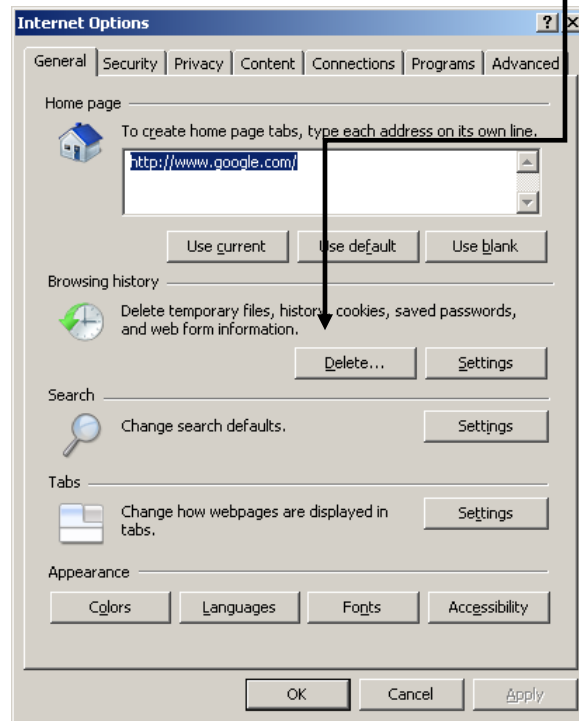 Internet Options ? X
General Security Privacy Content Connections Programs Advanced
Home page
To create home page tabs, type each address on its own line.
http://www.google.com/
Use current Use default Use blank
Browsing history
Delete temporary files, history, cookies, saved passwords,
and web form information.
Delete... Settings
Search
Change search defaults. Settings
Tabs
Change how webpages are displayed in
tabs.
Settings
Appearance
Colors Languages Fonts Accessibility
OK Cancel Apply